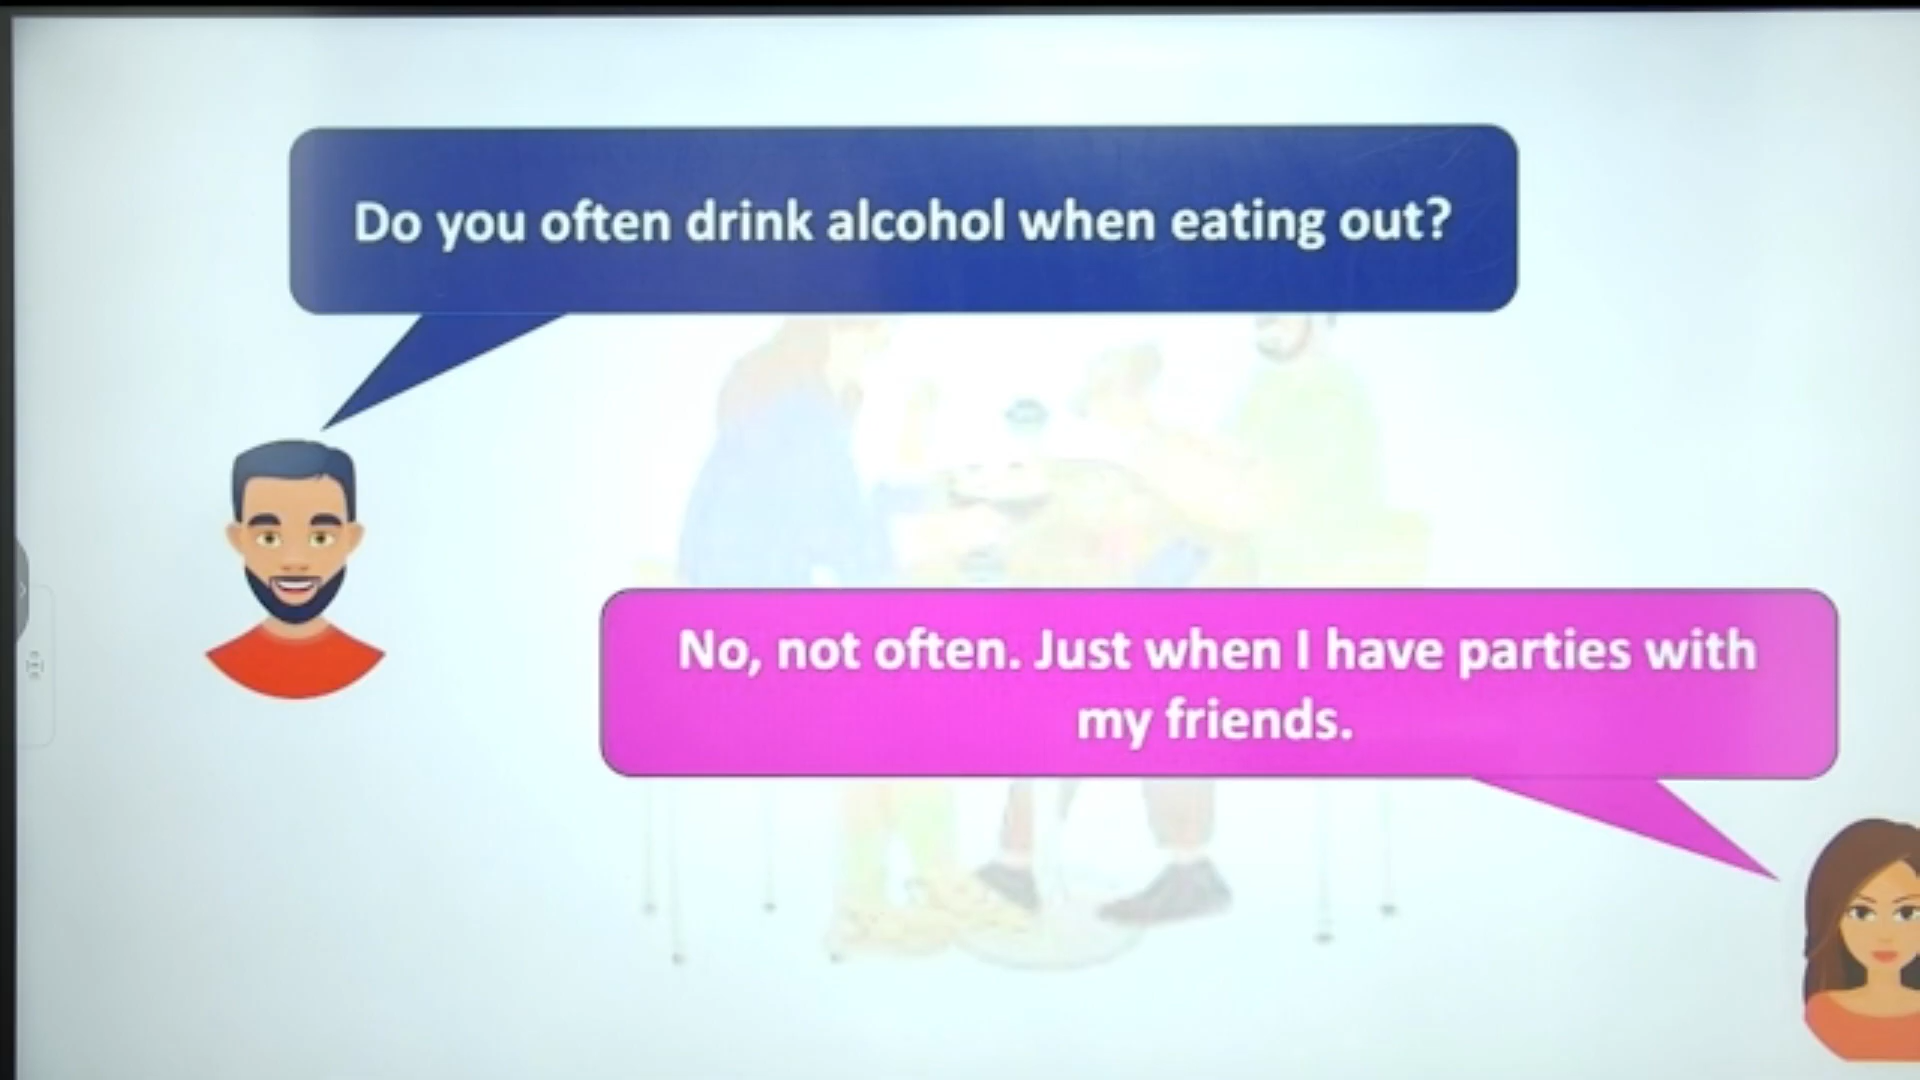 Do you often drink alcohol when eating out?
No, not often. Just when I have parties with
my friends.